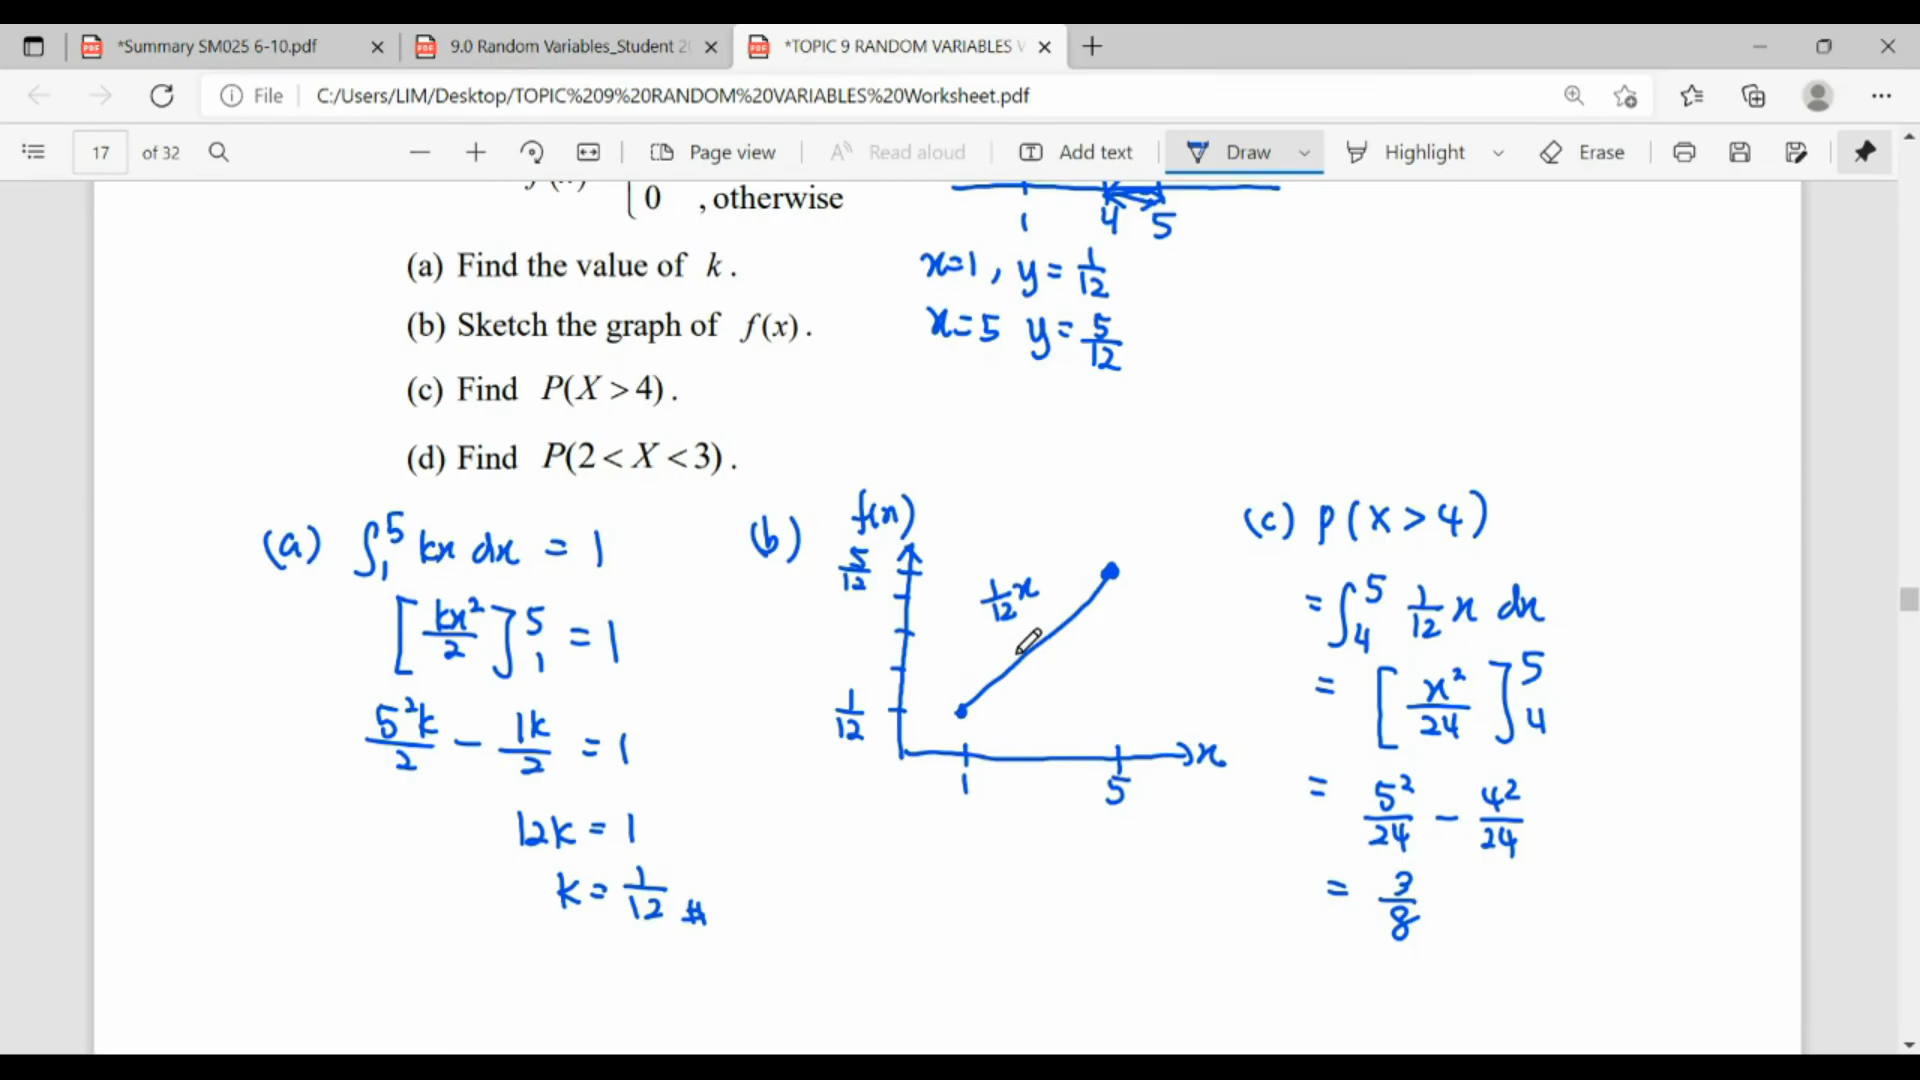 *Summary SM025 6-10.pdf
9.0 Random Variables_Student 2
*TOPIC 9 RANDOM VARIABLES
File
C:/Users/LIM/Desktop/TOPIC%209%20RANDOM%20VARIABLES%20Worksheet.pdf
17 of 32
Page view
Read aloud
Add text
Draw
Highlight
Erase
0 , otherwise
1 4 5
(a) Find the value of k.
x=1, y = 1/12
(b) Sketch the graph of f(x).
x=5 y = 5/12
(c) Find P(X > 4).
(d) Find P(2 < X < 3).
(a) ∫₁⁵ kx dx = 1
[kx²/2]₁⁵ = 1
5²k/2 − 1k/2 = 1
12k = 1
k = 1/12 #
(b) f(x)
5/12
1/12 x
1/12
x
1 5
(c) P(X > 4)
= ∫₄⁵ 1/12 x dx
= [x²/24]₄⁵
= 5²/24 − 4²/24
= 3/8